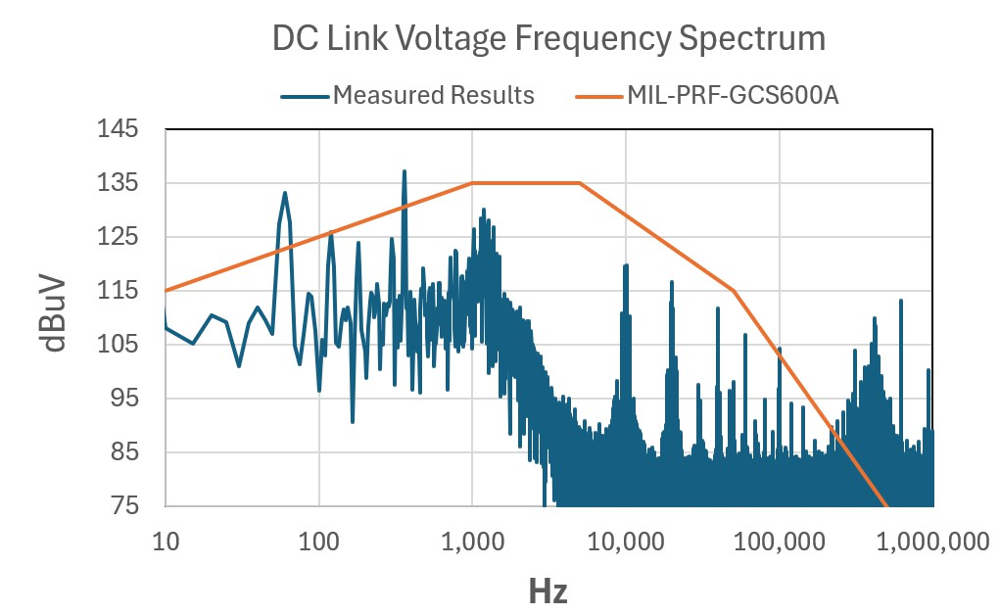 DC Link Voltage Frequency Spectrum
Measured Results MIL-PRF-GCS600A
145
135
125
115
105
95
85
75
dBuV
10 100 1,000 10,000 100,000 1,000,000
Hz